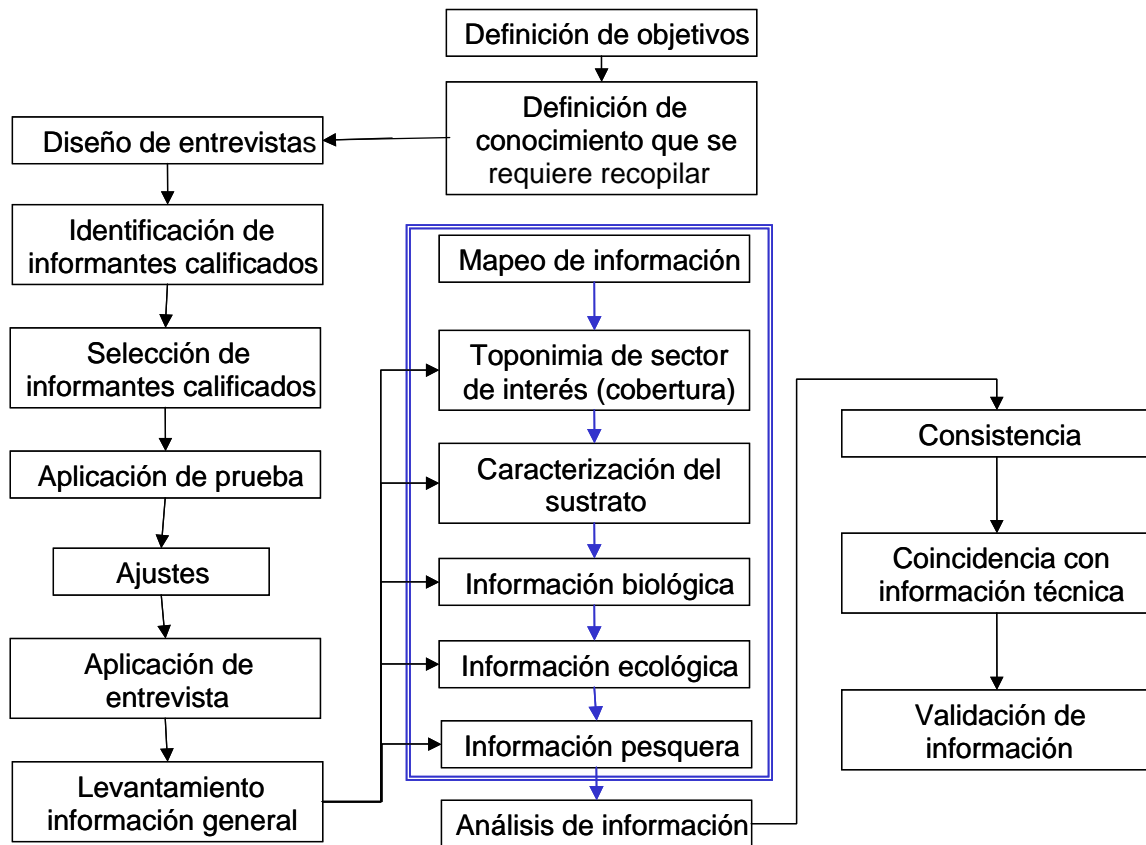 Definición de objetivos
Definición de
conocimiento que se
requiere recopilar
Diseño de entrevistas
Identificación de
informantes calificados
Selección de
informantes calificados
Aplicación de prueba
Ajustes
Aplicación de
entrevista
Levantamiento
información general
Mapeo de información
Toponimia de sector
de interés (cobertura)
Caracterización del
sustrato
Información biológica
Información ecológica
Información pesquera
Análisis de información
Consistencia
Coincidencia con
información técnica
Validación de
información